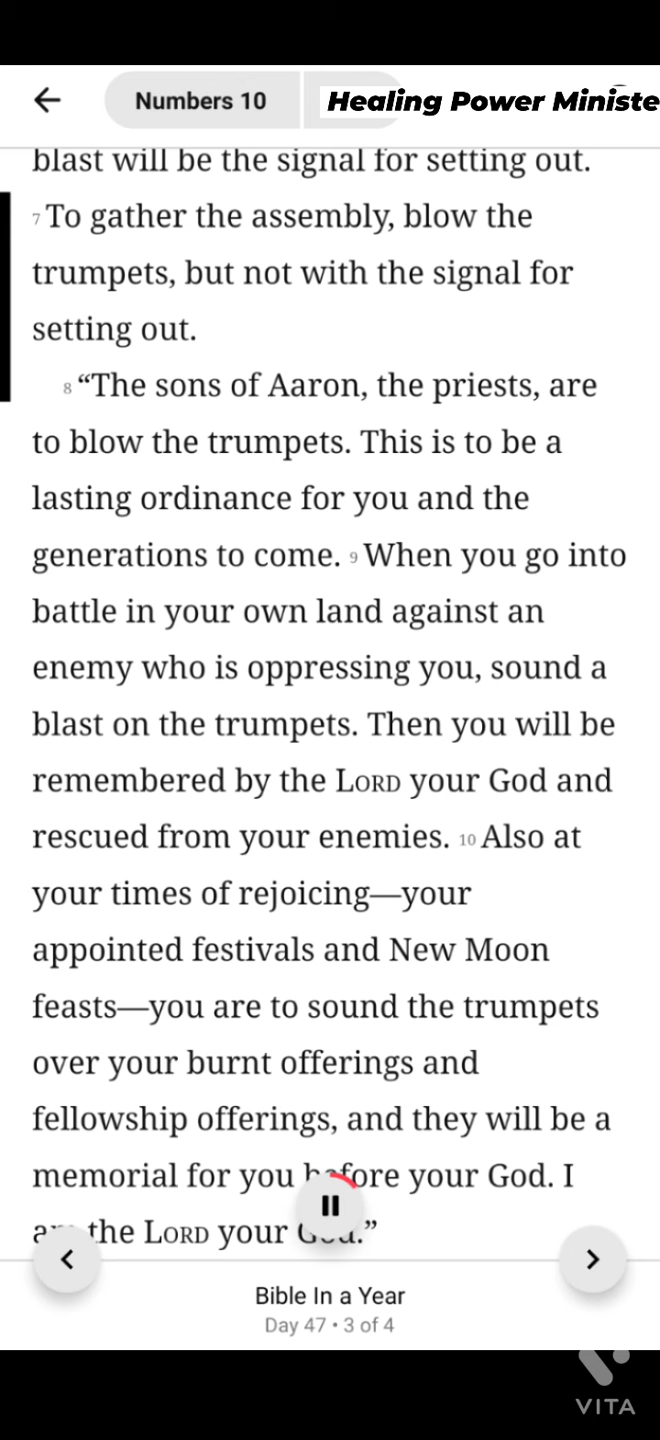 Numbers 10
Healing Power Ministe
blast will be the signal for setting out.
7 To gather the assembly, blow the
trumpets, but not with the signal for
setting out.
8 “The sons of Aaron, the priests, are
to blow the trumpets. This is to be a
lasting ordinance for you and the
generations to come. 9 When you go into
battle in your own land against an
enemy who is oppressing you, sound a
blast on the trumpets. Then you will be
remembered by the LORD your God and
rescued from your enemies. 10 Also at
your times of rejoicing—your
appointed festivals and New Moon
feasts—you are to sound the trumpets
over your burnt offerings and
fellowship offerings, and they will be a
memorial for you before your God. I
am the LORD your God.”
Bible In a Year
Day 47 • 3 of 4
VITA